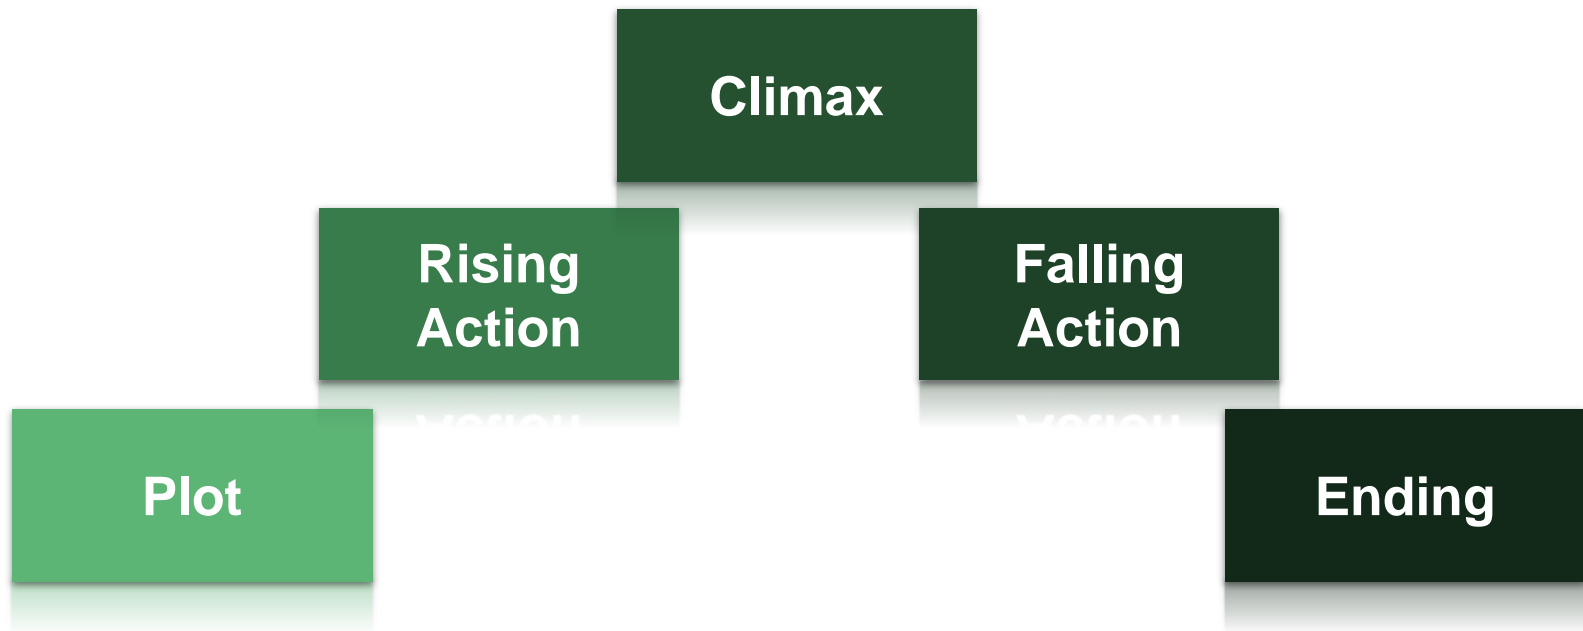 Climax
Rising
Action
Falling
Action
Plot
Ending